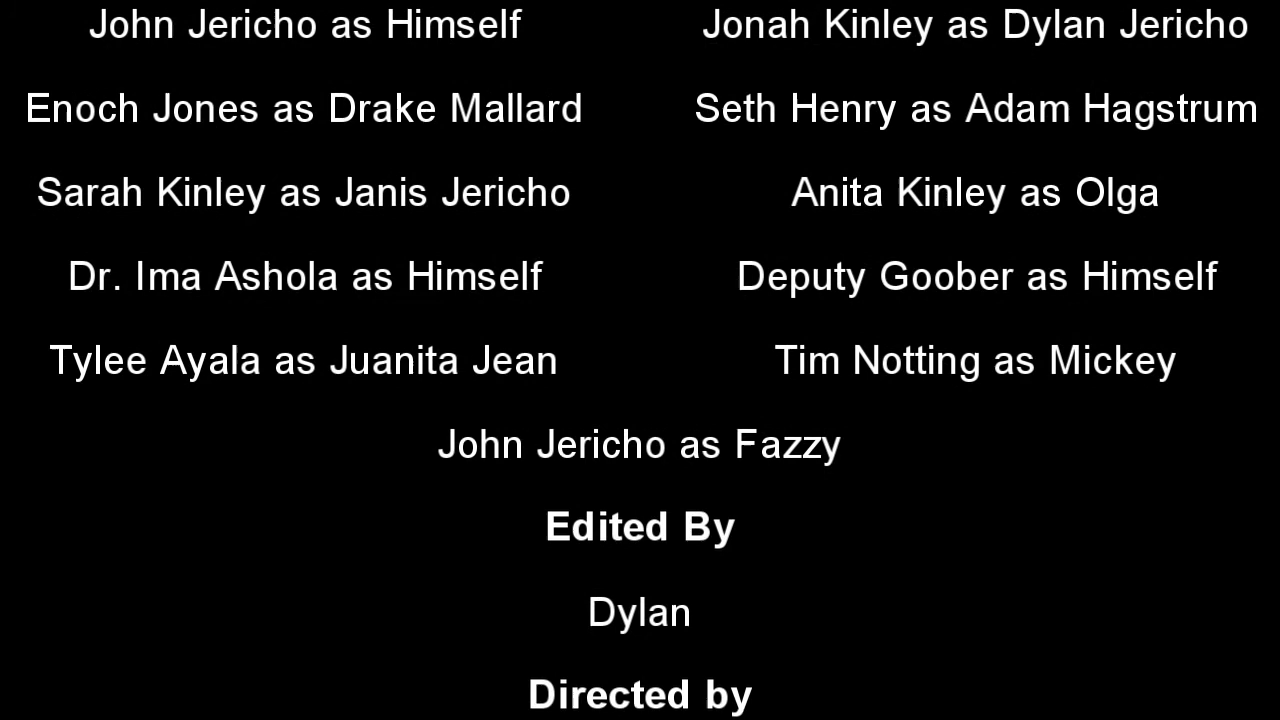 John Jericho as Himself
Jonah Kinley as Dylan Jericho
Enoch Jones as Drake Mallard
Seth Henry as Adam Hagstrum
Sarah Kinley as Janis Jericho
Anita Kinley as Olga
Dr. Ima Ashola as Himself
Deputy Goober as Himself
Tylee Ayala as Juanita Jean
Tim Notting as Mickey
John Jericho as Fazzy
Edited By
Dylan
Directed by